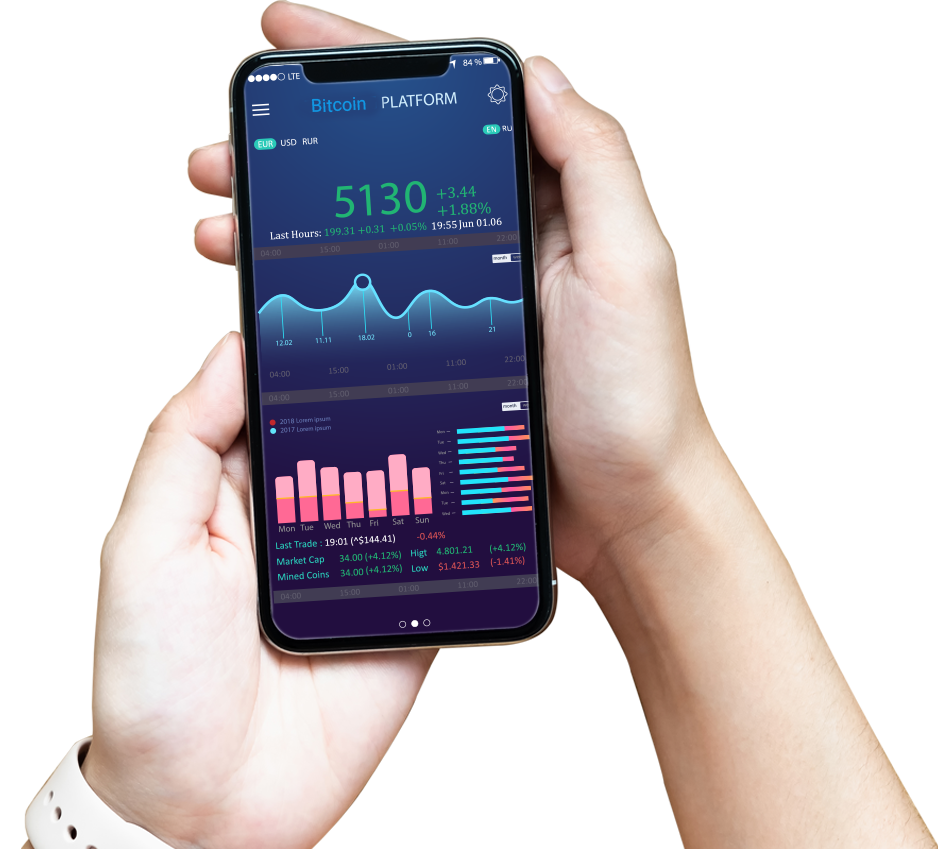 LTE 84 %
Bitcoin PLATFORM
EUR USD RUR EN RU
5130 +3.44
+1.88%
Last Hours: 199.31 +0.31 +0.05% 19:55 Jun 01.06
04:00 15:00 01:00 11:00 22:00
month
12.02 11.11 18.02 0 16 21
04:00 15:00 01:00 11:00 22:00
04:00 15:00 01:00 11:00 22:00
month
2018 Lorem ipsum
2017 Lorem ipsum
Mon
Tue
Wed
Thu
Fri
Sat
Mon
Tue
Wed
Mon Tue Wed Thu Fri Sat Sun
Last Trade : 19:01 (^$144.41) -0.44%
Market Cap 34.00 (+4.12%) Higt 4.801.21 (+4.12%)
Mined Coins 34.00 (+4.12%) Low $1.421.33 (-1.41%)
04:00 15:00 01:00 11:00 22:00